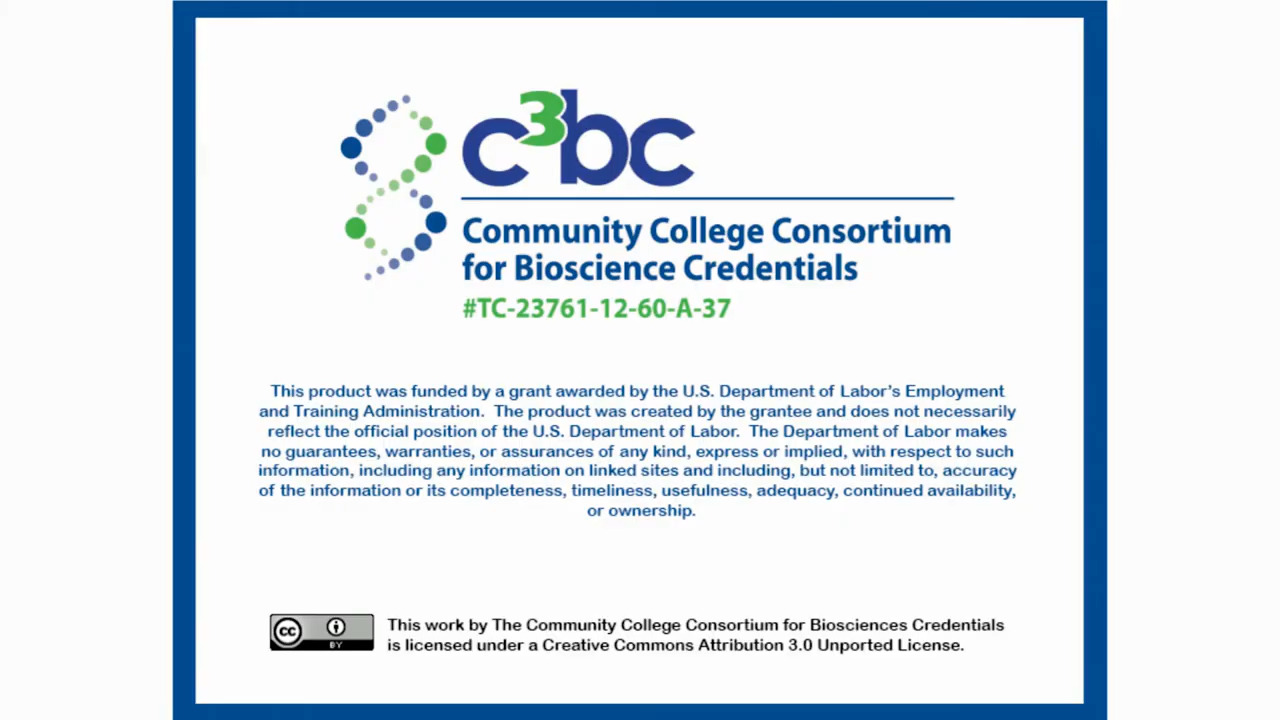 c3bc
Community College Consortium
for Bioscience Credentials
#TC-23761-12-60-A-37
This product was funded by a grant awarded by the U.S. Department of Labor's Employment
and Training Administration. The product was created by the grantee and does not necessarily
reflect the official position of the U.S. Department of Labor. The Department of Labor makes
no guarantees, warranties, or assurances of any kind, express or implied, with respect to such
information, including any information on linked sites and including, but not limited to, accuracy
of the information or its completeness, timeliness, usefulness, adequacy, continued availability,
or ownership.
cc
BY
This work by The Community College Consortium for Biosciences Credentials
is licensed under a Creative Commons Attribution 3.0 Unported License.